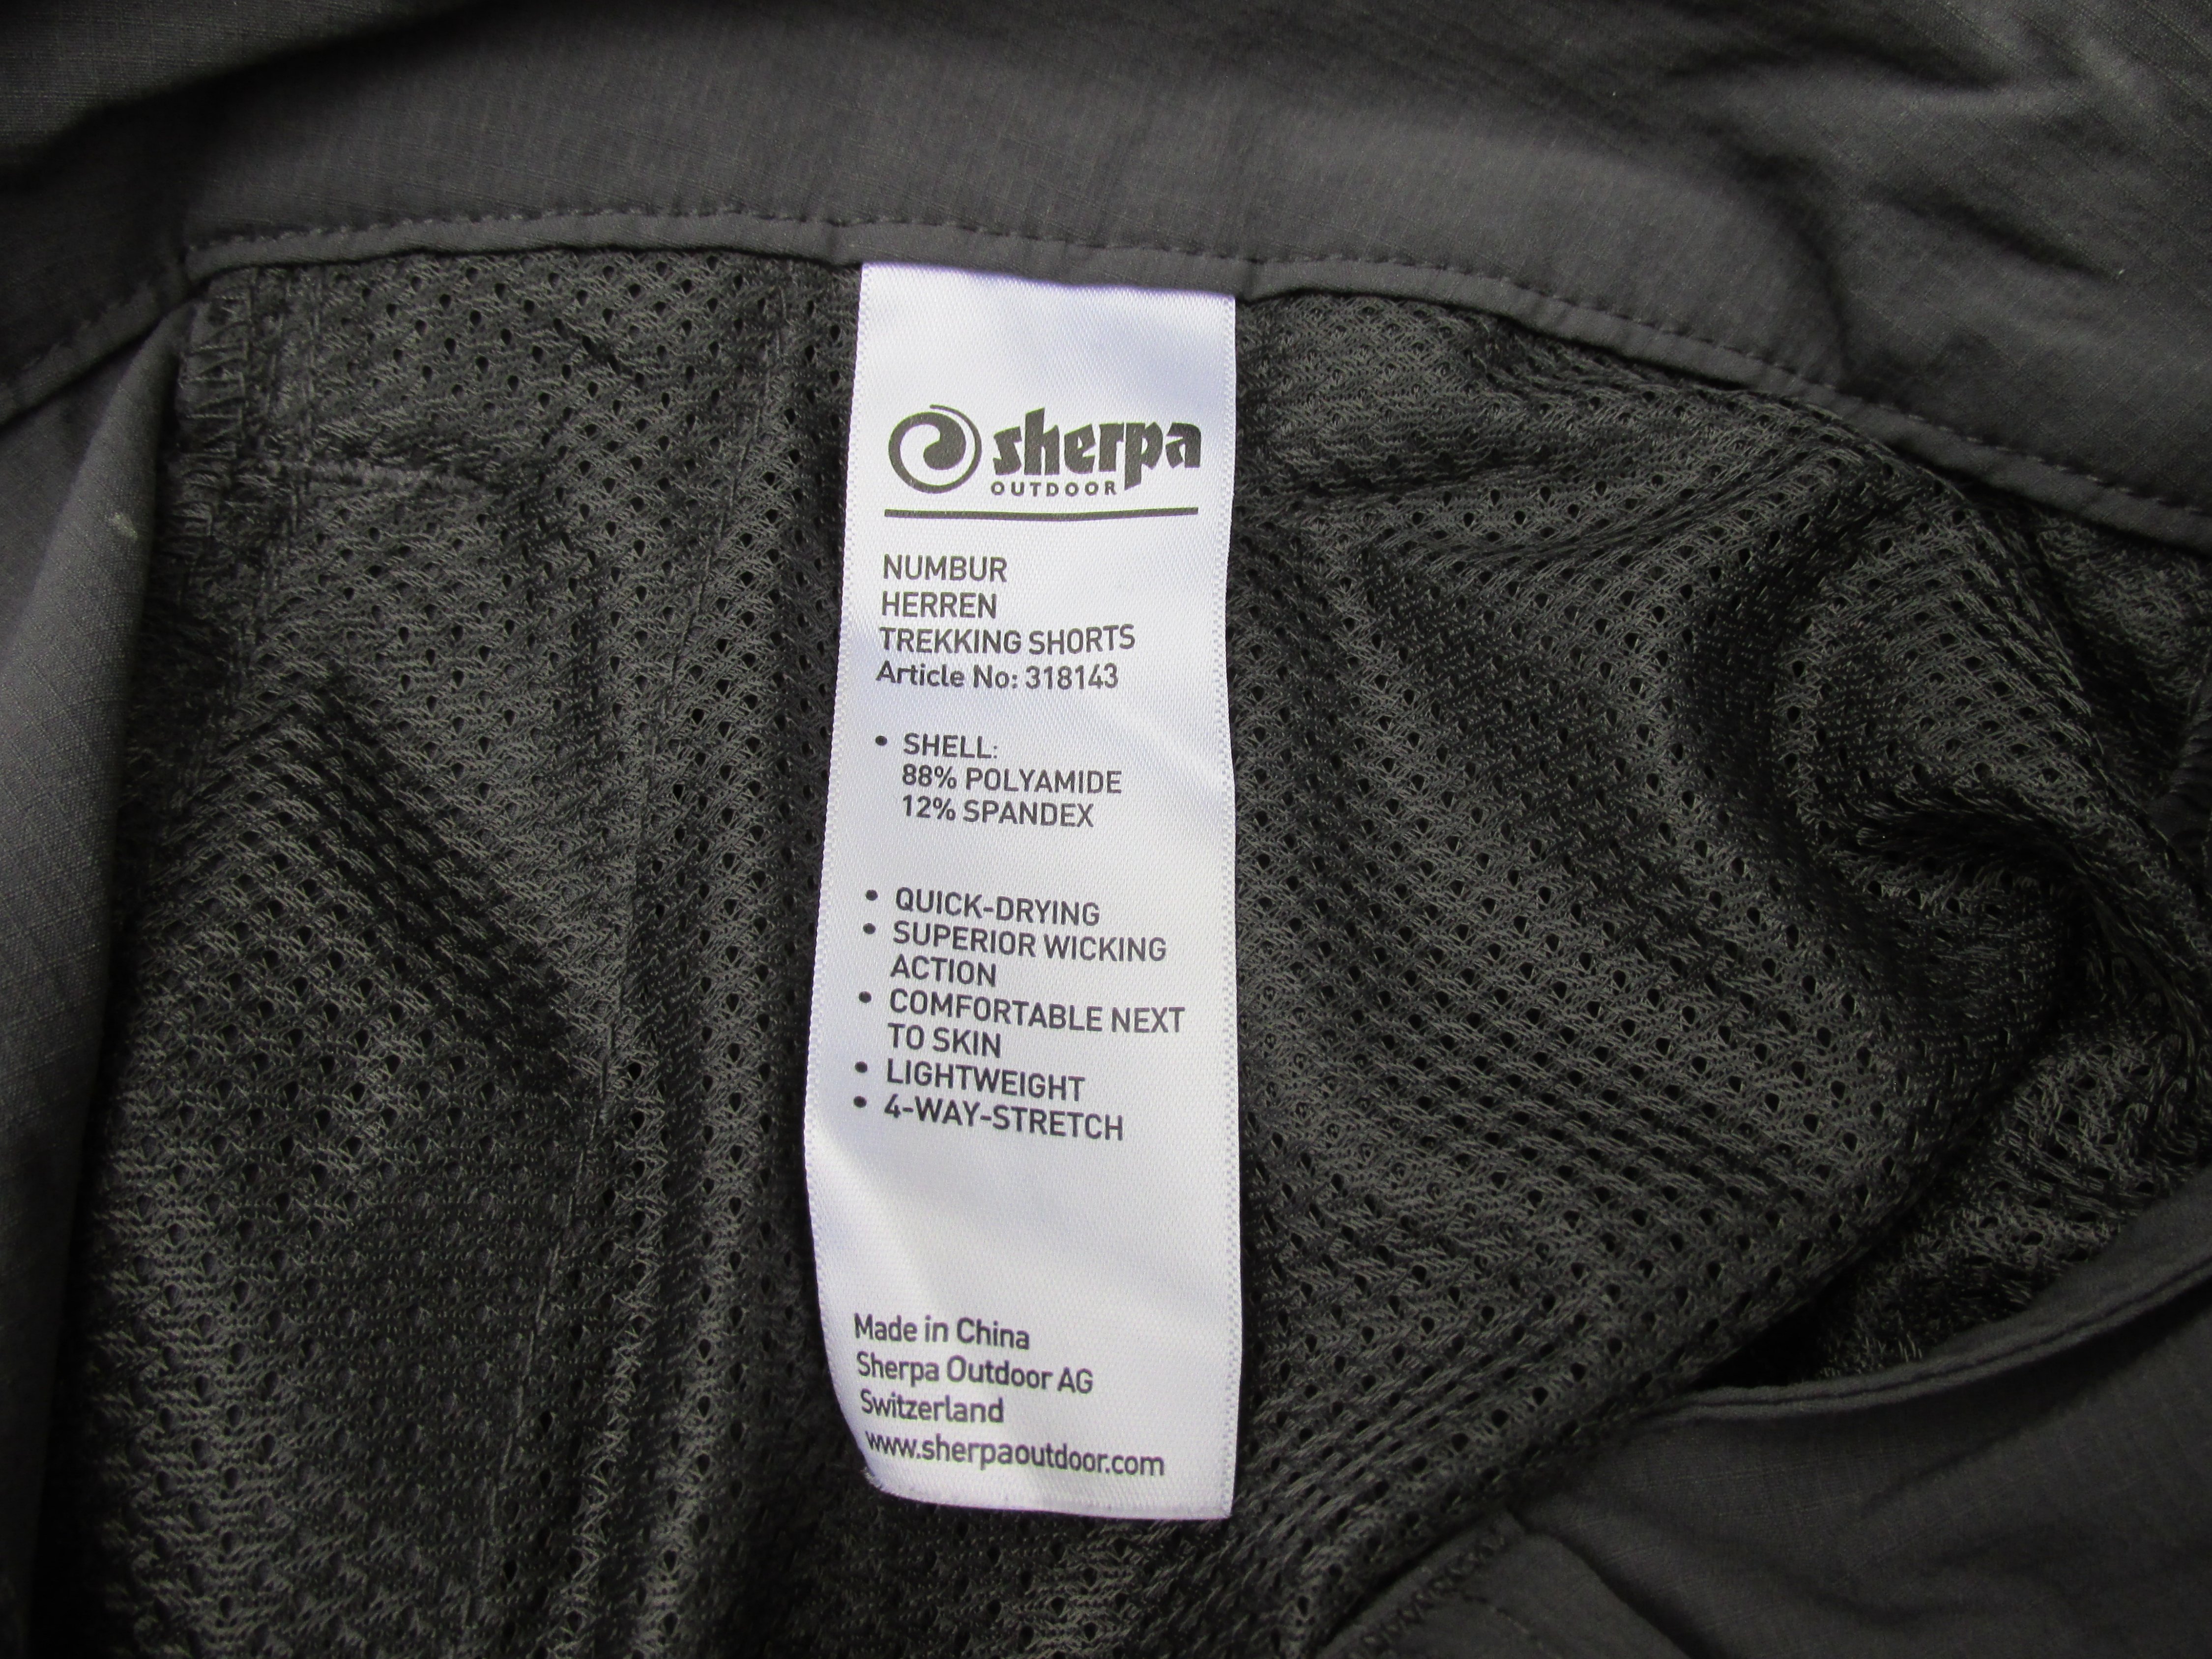 sherpa
OUTDOOR
NUMBUR
HERREN
TREKKING SHORTS
Article No: 318143
• SHELL:
88% POLYAMIDE
12% SPANDEX
• QUICK-DRYING
• SUPERIOR WICKING
ACTION
• COMFORTABLE NEXT
TO SKIN
• LIGHTWEIGHT
• 4-WAY-STRETCH
Made in China
Sherpa Outdoor AG
Switzerland
www.sherpaoutdoor.com